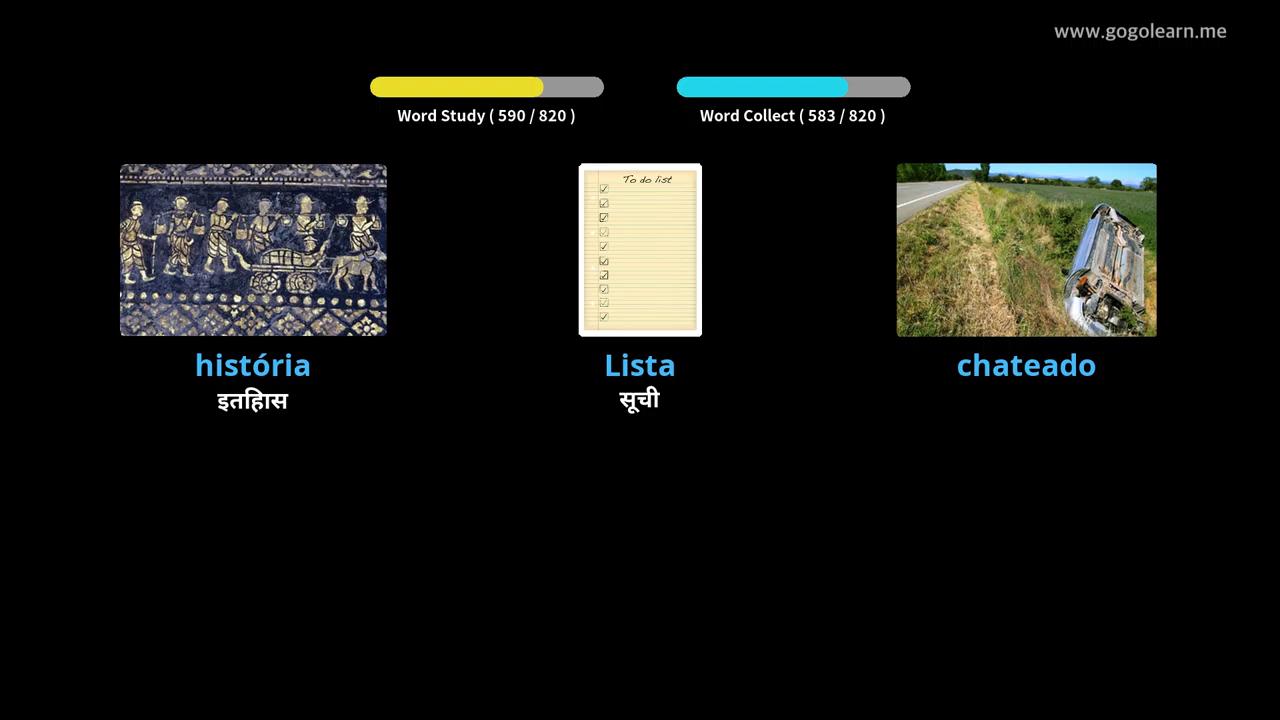 www.gogolearn.me
Word Study ( 590 / 820 )
Word Collect ( 583 / 820 )
To do list
história
Lista
chateado
इतिहास
सूची